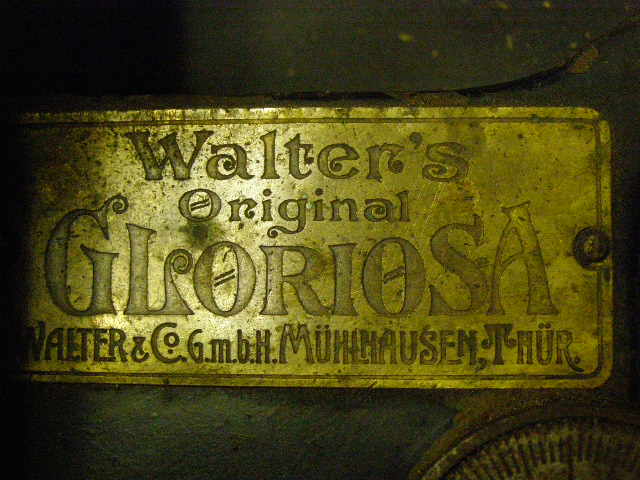 Walter's
Original
GLORIOSA
WALTER & Co. G.m.b.H. MÜHLHAUSEN, THÜR.